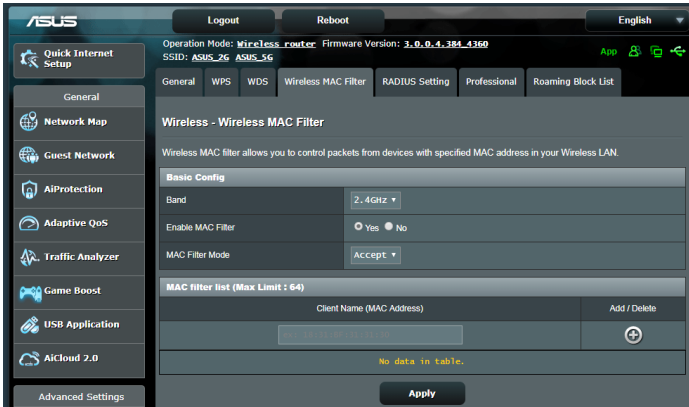 ASUS
Logout
Reboot
English
Quick Internet
Setup
Operation Mode: Wireless router Firmware Version: 3.0.0.4.384_4360
SSID: ASUS_2G ASUS_5G
App
General
WPS
WDS
Wireless MAC Filter
RADIUS Setting
Professional
Roaming Block List
General
Network Map
Guest Network
AiProtection
Adaptive QoS
Traffic Analyzer
Game Boost
USB Application
AiCloud 2.0
Advanced Settings
Wireless - Wireless MAC Filter
Wireless MAC filter allows you to control packets from devices with specified MAC address in your Wireless LAN.
Basic Config
Band
2.4GHz
Enable MAC Filter
Yes No
MAC Filter Mode
Accept
MAC filter list (Max Limit : 64)
Client Name (MAC Address)
Add / Delete
No data in table.
Apply